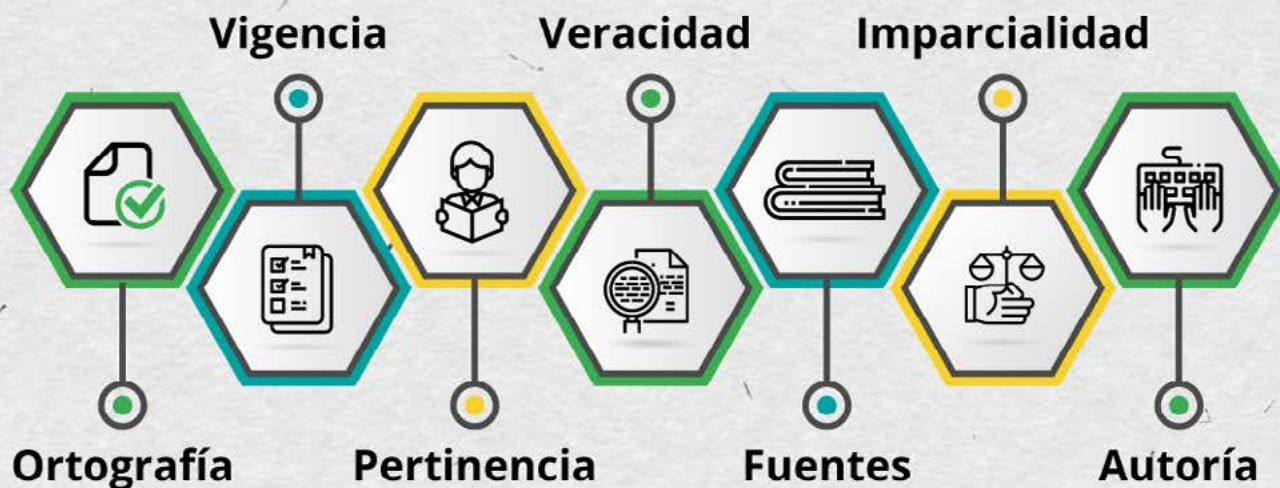 Vigencia
Veracidad
Imparcialidad
Ortografía
Pertinencia
Fuentes
Autoría